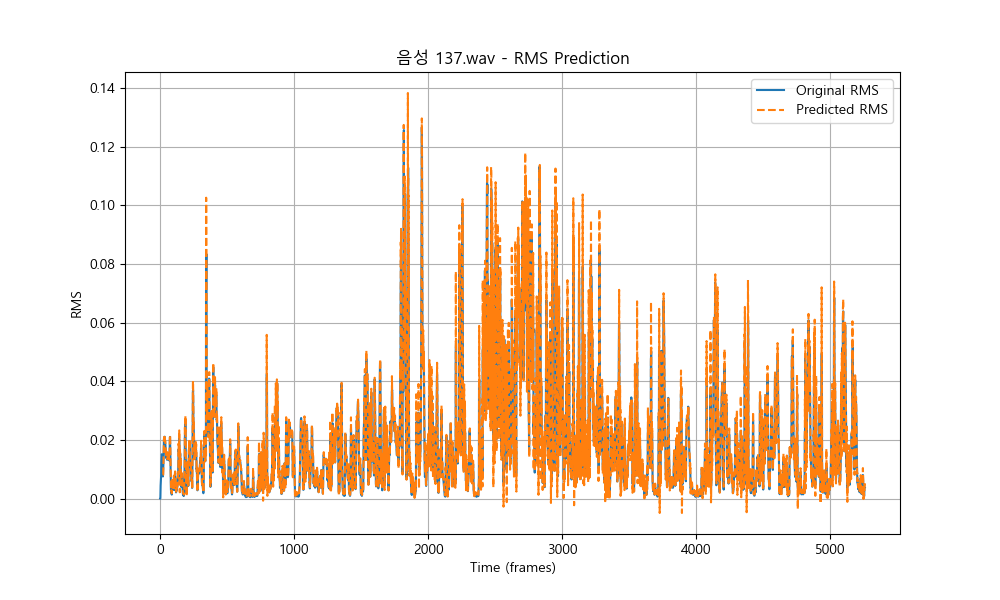 음성 137.wav - RMS Prediction
Original RMS
Predicted RMS
RMS
0.14
0.12
0.10
0.08
0.06
0.04
0.02
0.00
0 1000 2000 3000 4000 5000
Time (frames)